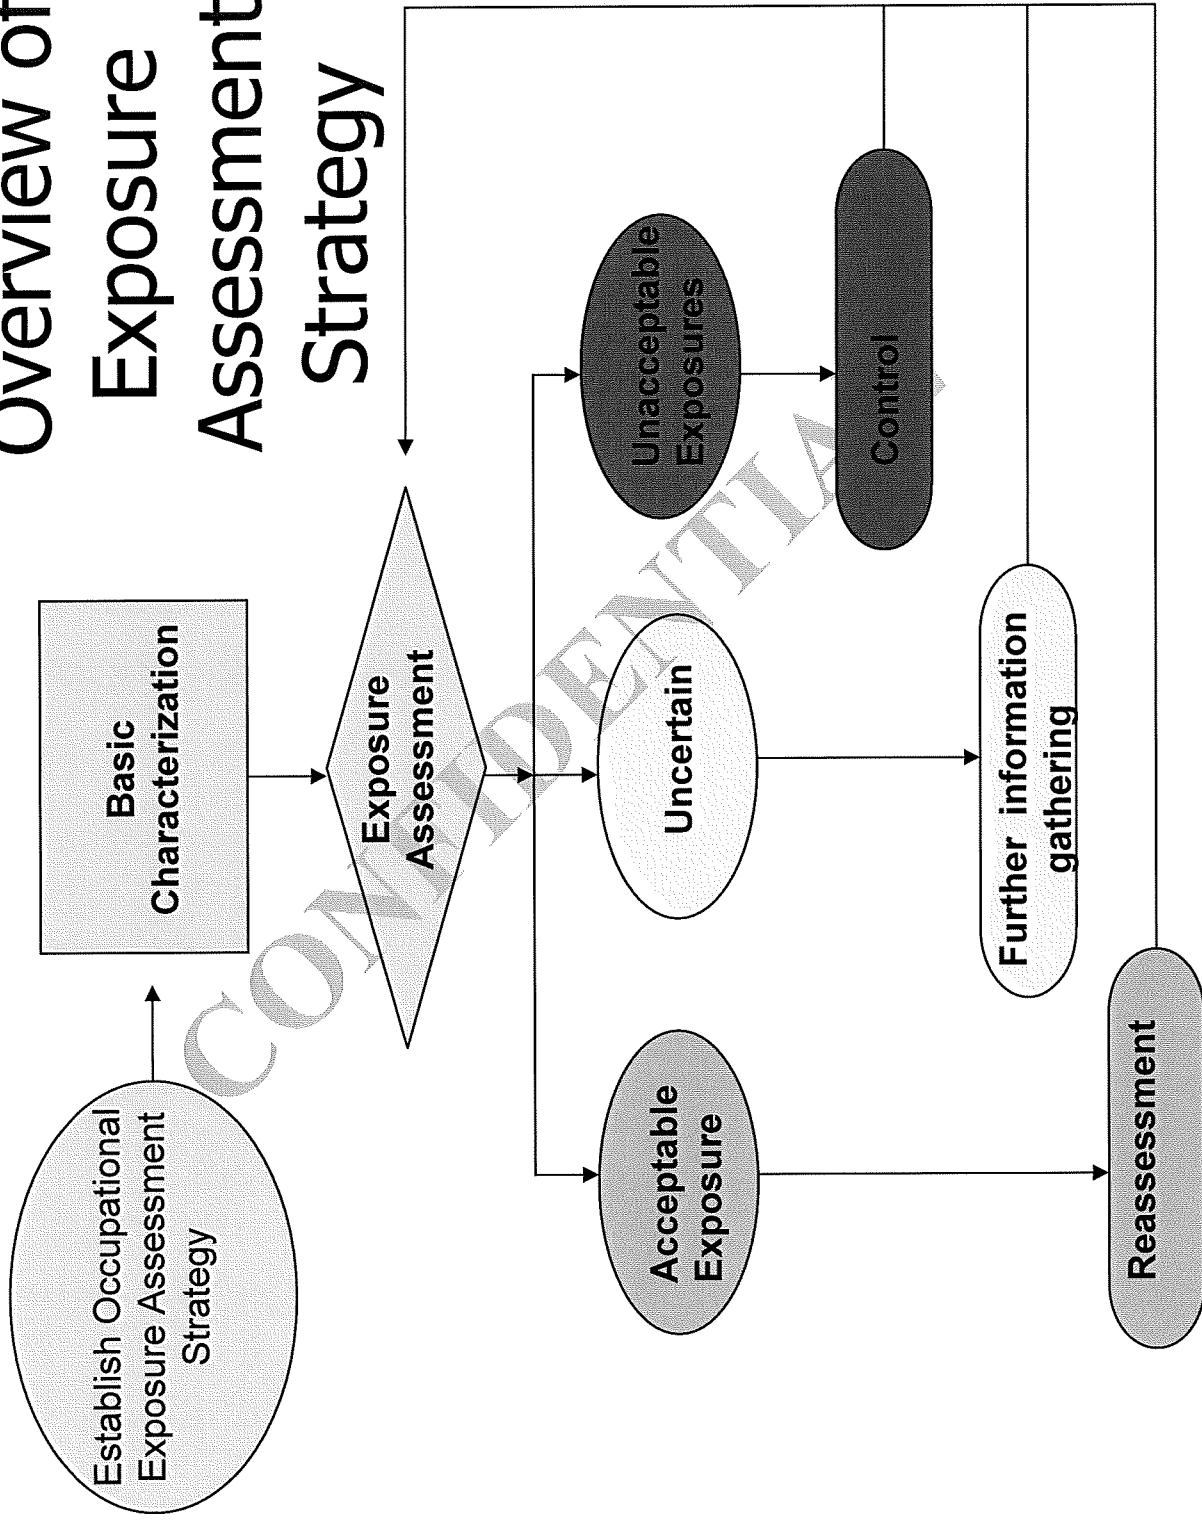 Overview of
Exposure
Assessment
Strategy
Establish Occupational
Exposure Assessment
Strategy
Basic
Characterization
Exposure
Assessment
Acceptable
Exposure
Uncertain
Unacceptable
Exposures
Control
Further information
gathering
Reassessment
CONFIDENTIAL